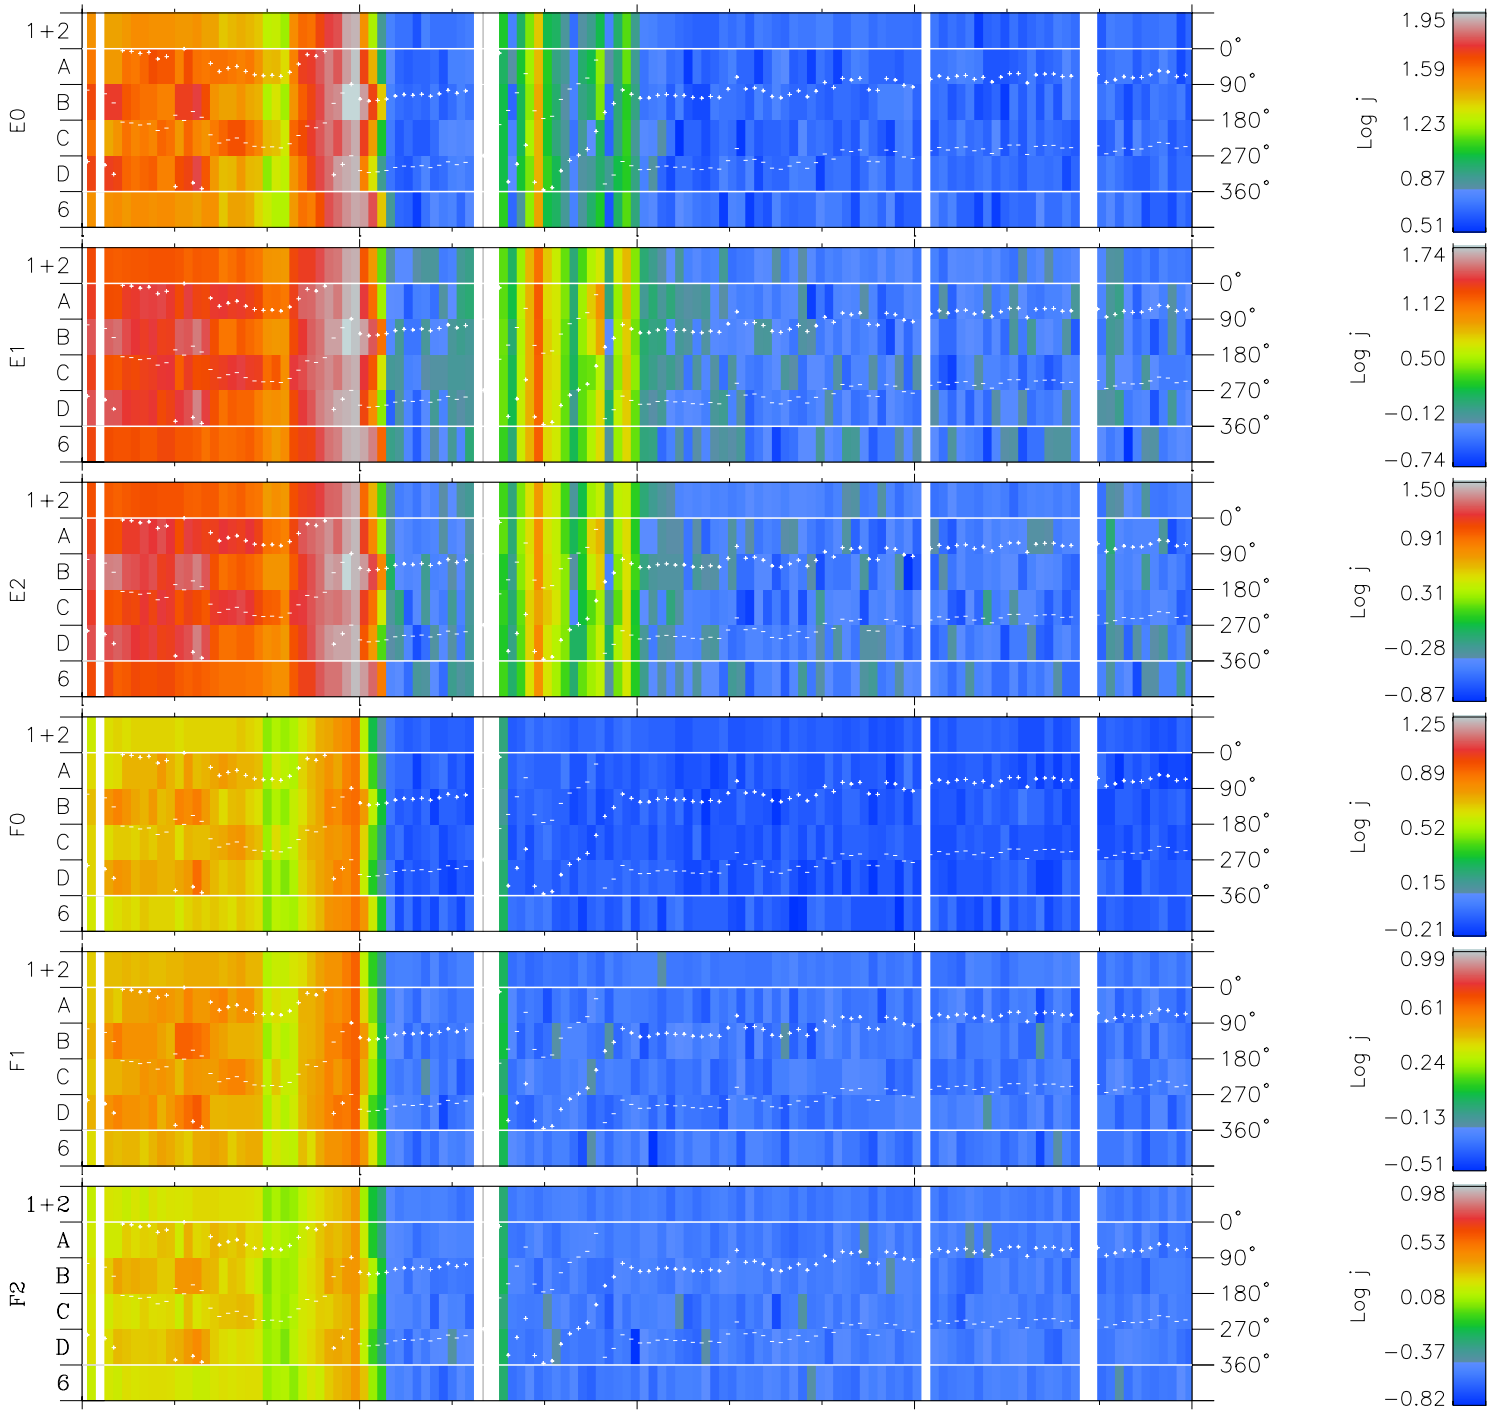 1+2
A
B
C
D
6
E0
0°
90°
180°
270°
360°
Log j
1.95
1.59
1.23
0.87
0.51
1+2
A
B
C
D
6
E1
0°
90°
180°
270°
360°
Log j
1.74
1.12
0.50
−0.12
−0.74
1+2
A
B
C
D
6
E2
0°
90°
180°
270°
360°
Log j
1.50
0.91
0.31
−0.28
−0.87
1+2
A
B
C
D
6
F0
0°
90°
180°
270°
360°
Log j
1.25
0.89
0.52
0.15
−0.21
1+2
A
B
C
D
6
F1
0°
90°
180°
270°
360°
Log j
0.99
0.61
0.24
−0.13
−0.51
1+2
A
B
C
D
6
F2
0°
90°
180°
270°
360°
Log j
0.98
0.53
0.08
−0.37
−0.82